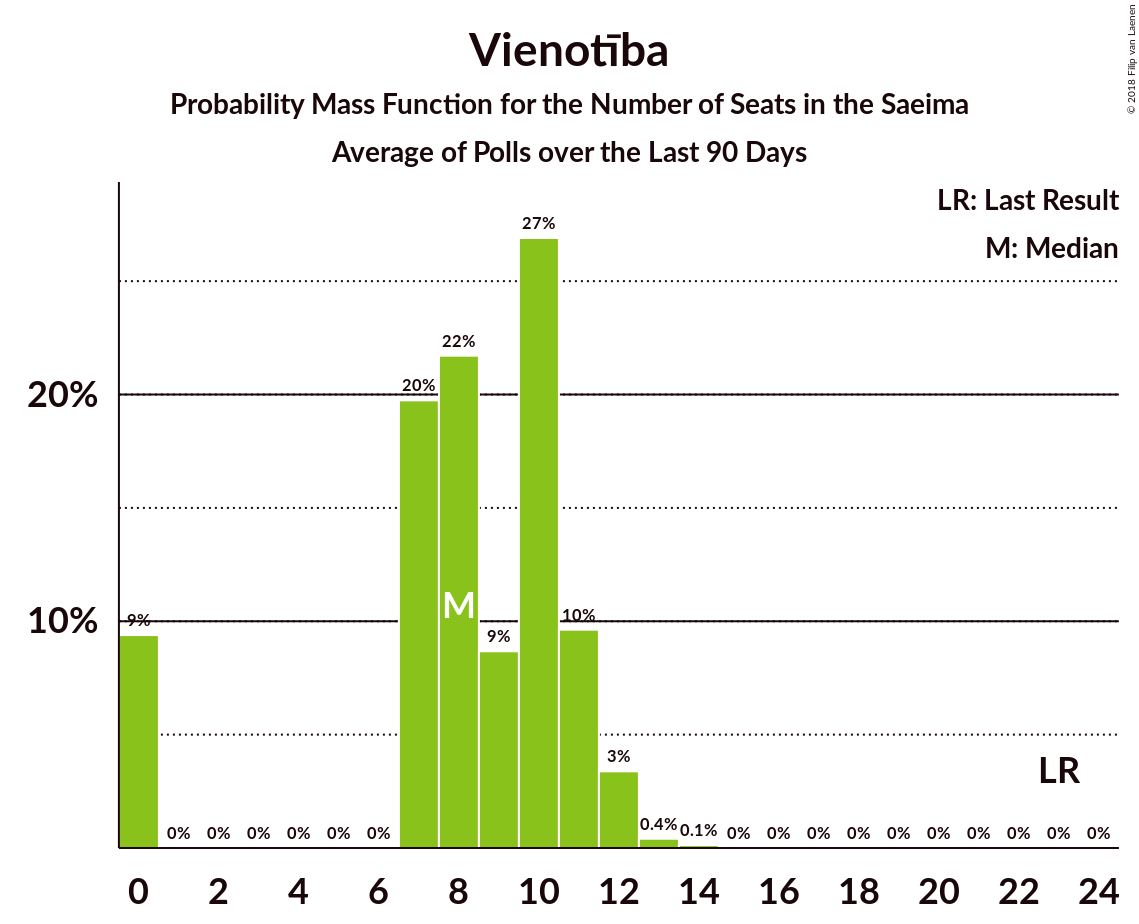 Vienotība
Probability Mass Function for the Number of Seats in the Saeima
Average of Polls over the Last 90 Days
© 2018 Filip van Laenen
LR: Last Result
M: Median
27%
22%
20%
20%
M
10%
9%
10%
9%
3%
LR
0% 0% 0% 0% 0% 0% 0.4% 0.1% 0% 0% 0% 0% 0% 0% 0% 0% 0% 0%
0 2 4 6 8 10 12 14 16 18 20 22 24